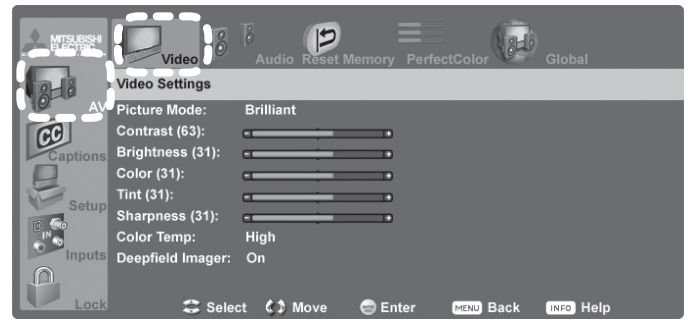 MITSUBISHI
ELECTRIC
Video
Audio
Reset Memory
PerfectColor
Global
Video Settings
AV
Picture Mode: Brilliant
Contrast (63):
CC
Captions
Brightness (31):
Color (31):
Tint (31):
Setup
Sharpness (31):
Color Temp: High
IN
Inputs
Deepfield Imager: On
Lock
Select Move Enter MENU Back INFO Help